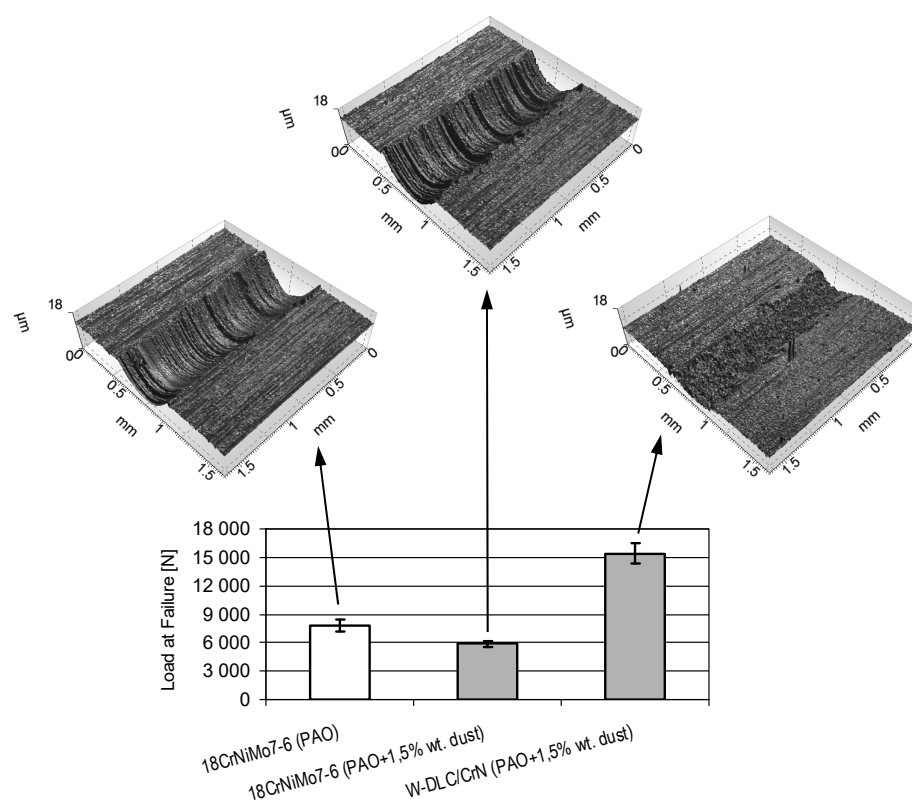 18
µm
0
0
0.5
0.5
1
1
mm
mm
1.5
1.5
18
µm
0
0
0.5
0.5
1
1
mm
mm
1.5
1.5
18
µm
0
0
0.5
0.5
1
1
mm
mm
1.5
1.5
Load at Failure [N]
18 000
15 000
12 000
9 000
6 000
3 000
0
18CrNiMo7-6 (PAO)
18CrNiMo7-6 (PAO+1,5% wt. dust)
W-DLC/CrN (PAO+1,5% wt. dust)